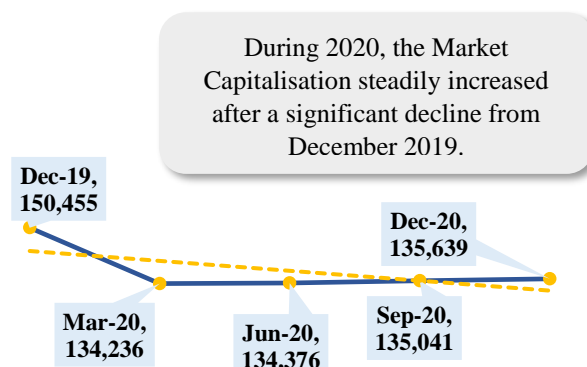 During 2020, the Market
Capitalisation steadily increased
after a significant decline from
December 2019.
Dec-19,
150,455
Mar-20,
134,236
Jun-20,
134,376
Sep-20,
135,041
Dec-20,
135,639